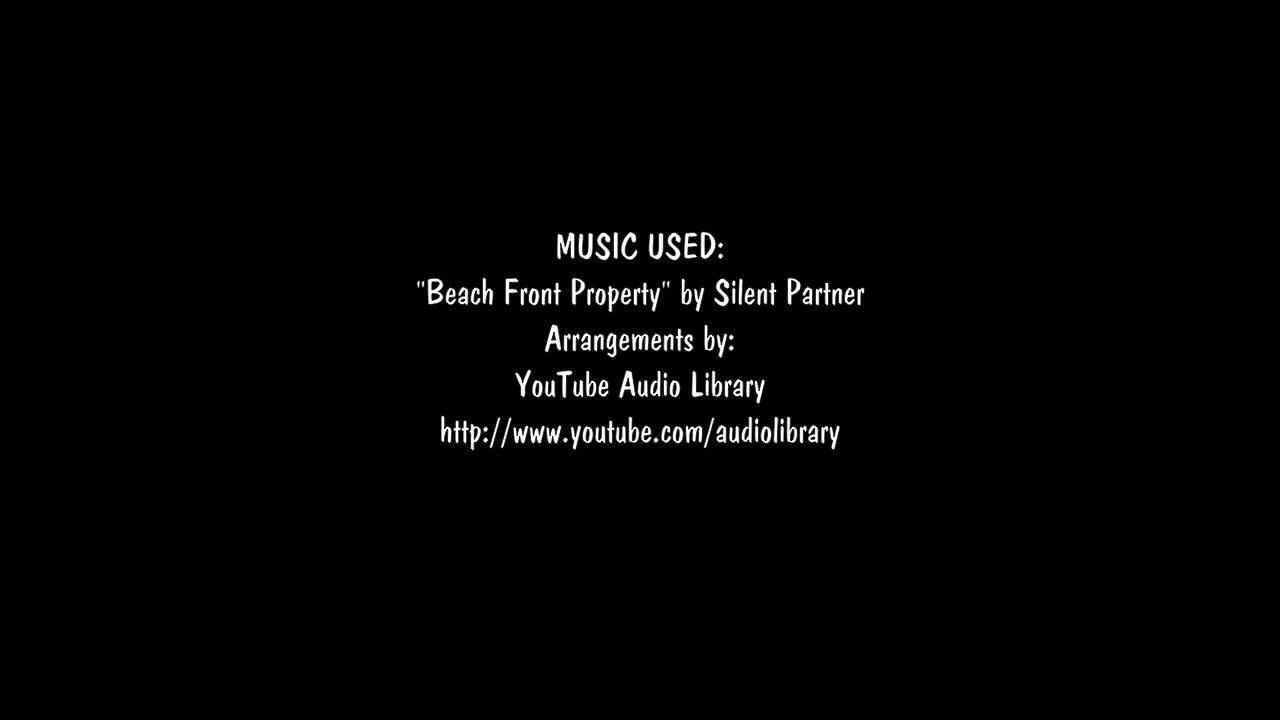 MUSIC USED:
"Beach Front Property" by Silent Partner
Arrangements by:
YouTube Audio Library
http://www.youtube.com/audiolibrary